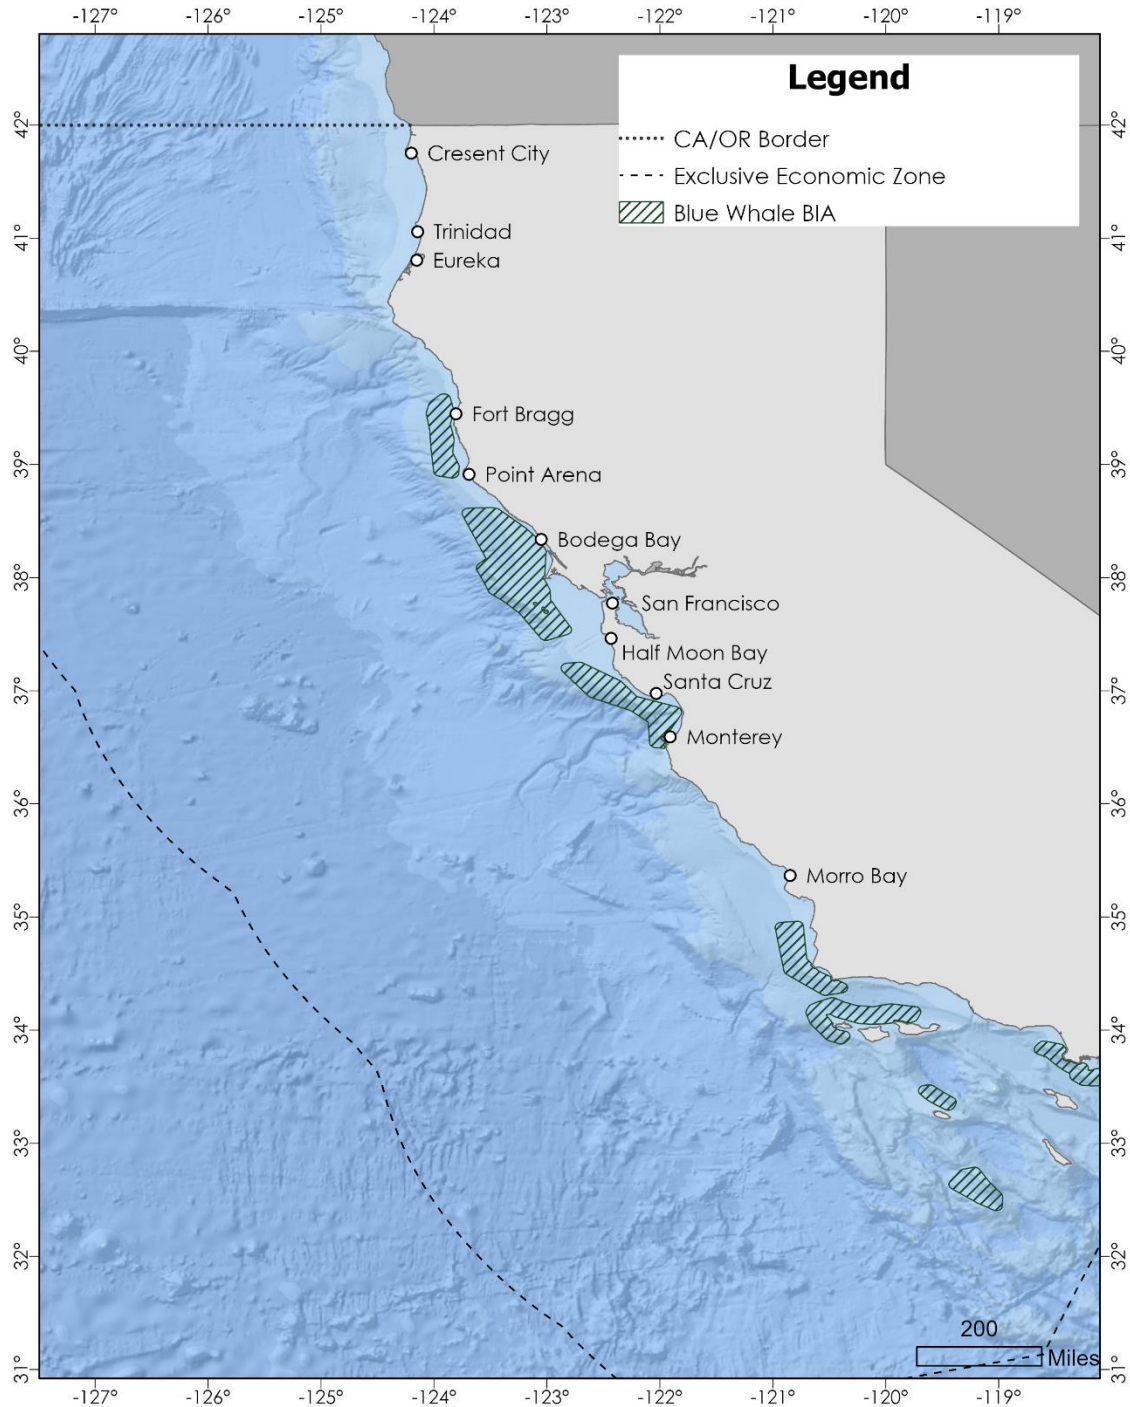 -127° -126° -125° -124° -123° -122° -121° -120° -119°
Legend
CA/OR Border
Exclusive Economic Zone
Blue Whale BIA
42° 42°
Cresent City
Trinidad
41° 41°
Eureka
40° 40°
Fort Bragg
39° 39°
Point Arena
Bodega Bay
38° 38°
San Francisco
Half Moon Bay
Santa Cruz
37° 37°
Monterey
36° 36°
Morro Bay
35° 35°
34° 34°
33° 33°
32° 32°
200
Miles
31° 31°
-127° -126° -125° -124° -123° -122° -121° -120° -119°